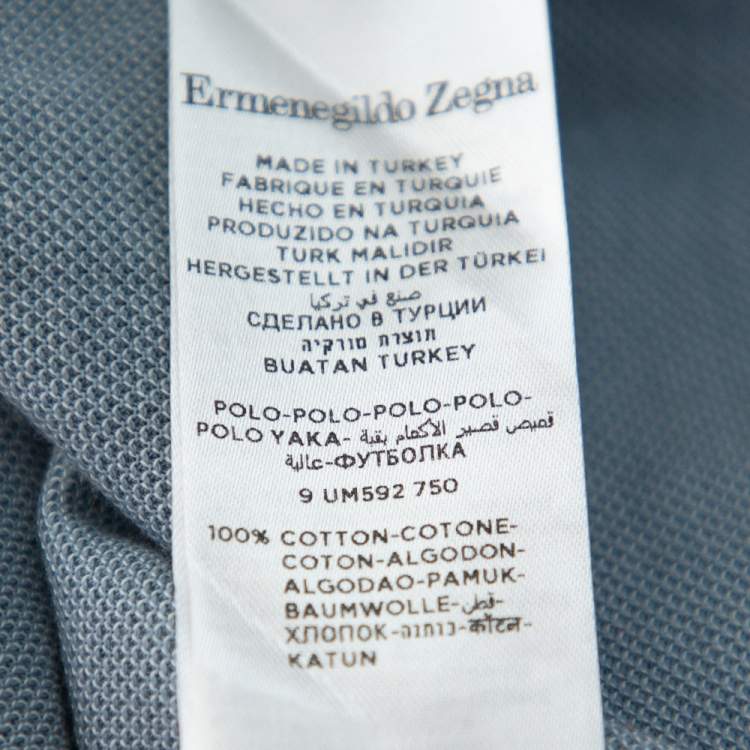 Ermenegildo Zegna
MADE IN TURKEY
FABRIQUE EN TURQUIE
HECHO EN TURQUIA
PRODUZIDO NA TURQUIA
TURK MALIDIR
HERGESTELLT IN DER TÜRKEI
صنع في تركيا
СДЕЛАНО В ТУРЦИИ
תוצרת טורקיה
BUATAN TURKEY
POLO-POLO-POLO-POLO-
POLO YAKA- قميص قصير الأكمام بقبة
عالية-ФУТБОЛКА
9 UM592 750
100% COTTON-COTONE-
COTON-ALGODON-
ALGODAO-PAMUK-
BAUMWOLLE-قطن-
ХЛОПОК-כותנה-कॉटन-
KATUN